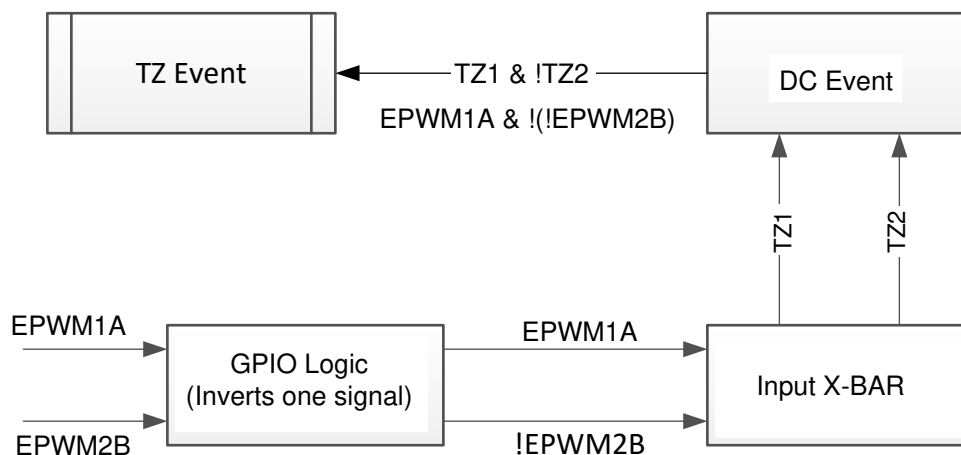 TZ Event
TZ1 & !TZ2
EPWM1A & !(!EPWM2B)
DC Event
TZ1
TZ2
EPWM1A
EPWM2B
GPIO Logic
(Inverts one signal)
EPWM1A
!EPWM2B
Input X-BAR